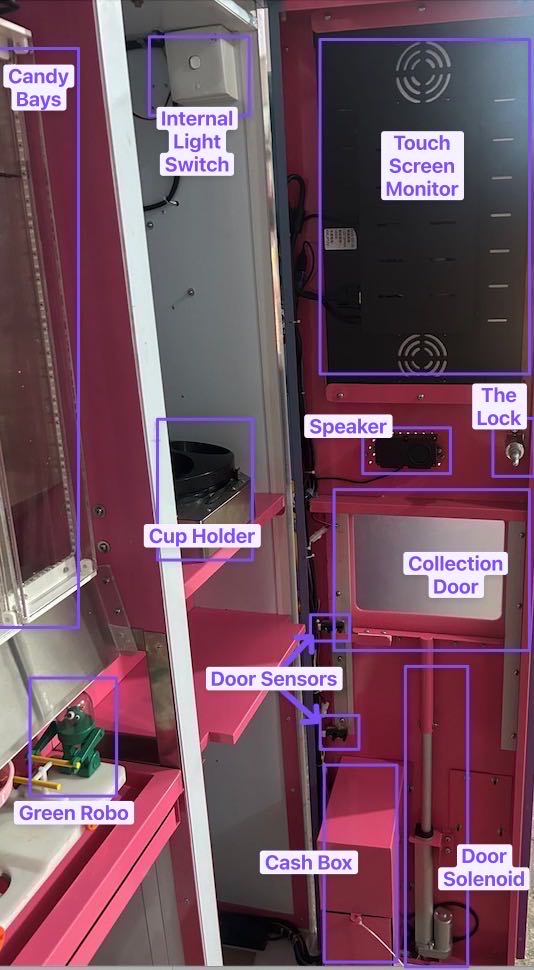 Candy
Bays
Internal
Light
Switch
Touch
Screen
Monitor
The
Lock
Speaker
Cup Holder
Collection
Door
Door Sensors
Green Robo
Cash Box
Door
Solenoid